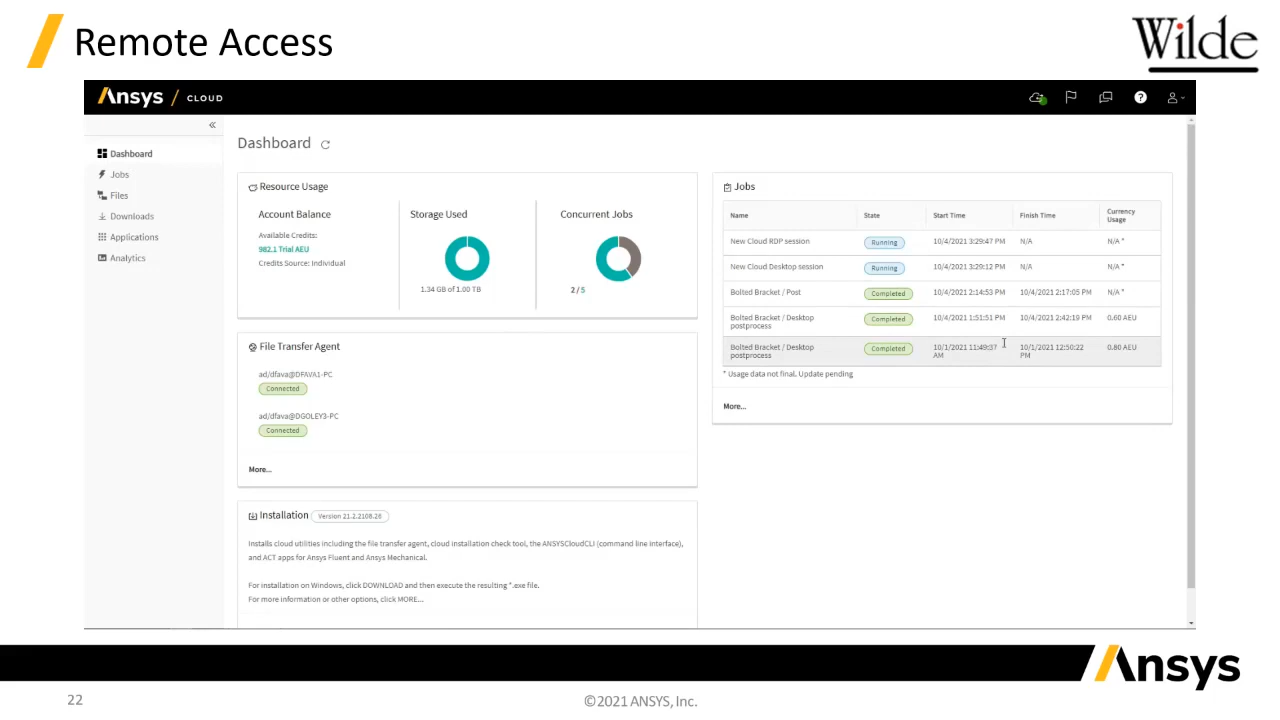 Remote Access
Wilde
Ansys / CLOUD
«
Dashboard
Jobs
Files
Downloads
Applications
Analytics
Dashboard
Resource Usage
Account Balance
Available Credits:
982.1 Trial AEU
Credits Source: Individual
Storage Used
1.34 GB of 1.00 TB
Concurrent Jobs
2 / 5
File Transfer Agent
ad/dfava@DFAVA1-PC
Connected
ad/dfava@DGOLEY3-PC
Connected
More...
Installation Version 21.2.2108.26
Installs cloud utilities including the file transfer agent, cloud installation check tool, the ANSYSCloudCLI (command line interface),
and ACT apps for Ansys Fluent and Ansys Mechanical.
For installation on Windows, click DOWNLOAD and then execute the resulting *.exe file.
For more information or other options, click MORE...
Jobs
Name State Start Time Finish Time Currency
Usage
New Cloud RDP session Running 10/4/2021 3:29:47 PM N/A N/A *
New Cloud Desktop session Running 10/4/2021 3:29:12 PM N/A N/A *
Bolted Bracket / Post Completed 10/4/2021 2:14:53 PM 10/4/2021 2:17:05 PM N/A *
Bolted Bracket / Desktop Completed 10/4/2021 1:51:51 PM 10/4/2021 2:42:19 PM 0.60 AEU
postprocess
Bolted Bracket / Desktop Completed 10/1/2021 11:49:37 10/1/2021 12:50:22 0.80 AEU
postprocess AM PM
* Usage data not final. Update pending
More...
Ansys
22
©2021 ANSYS, Inc.